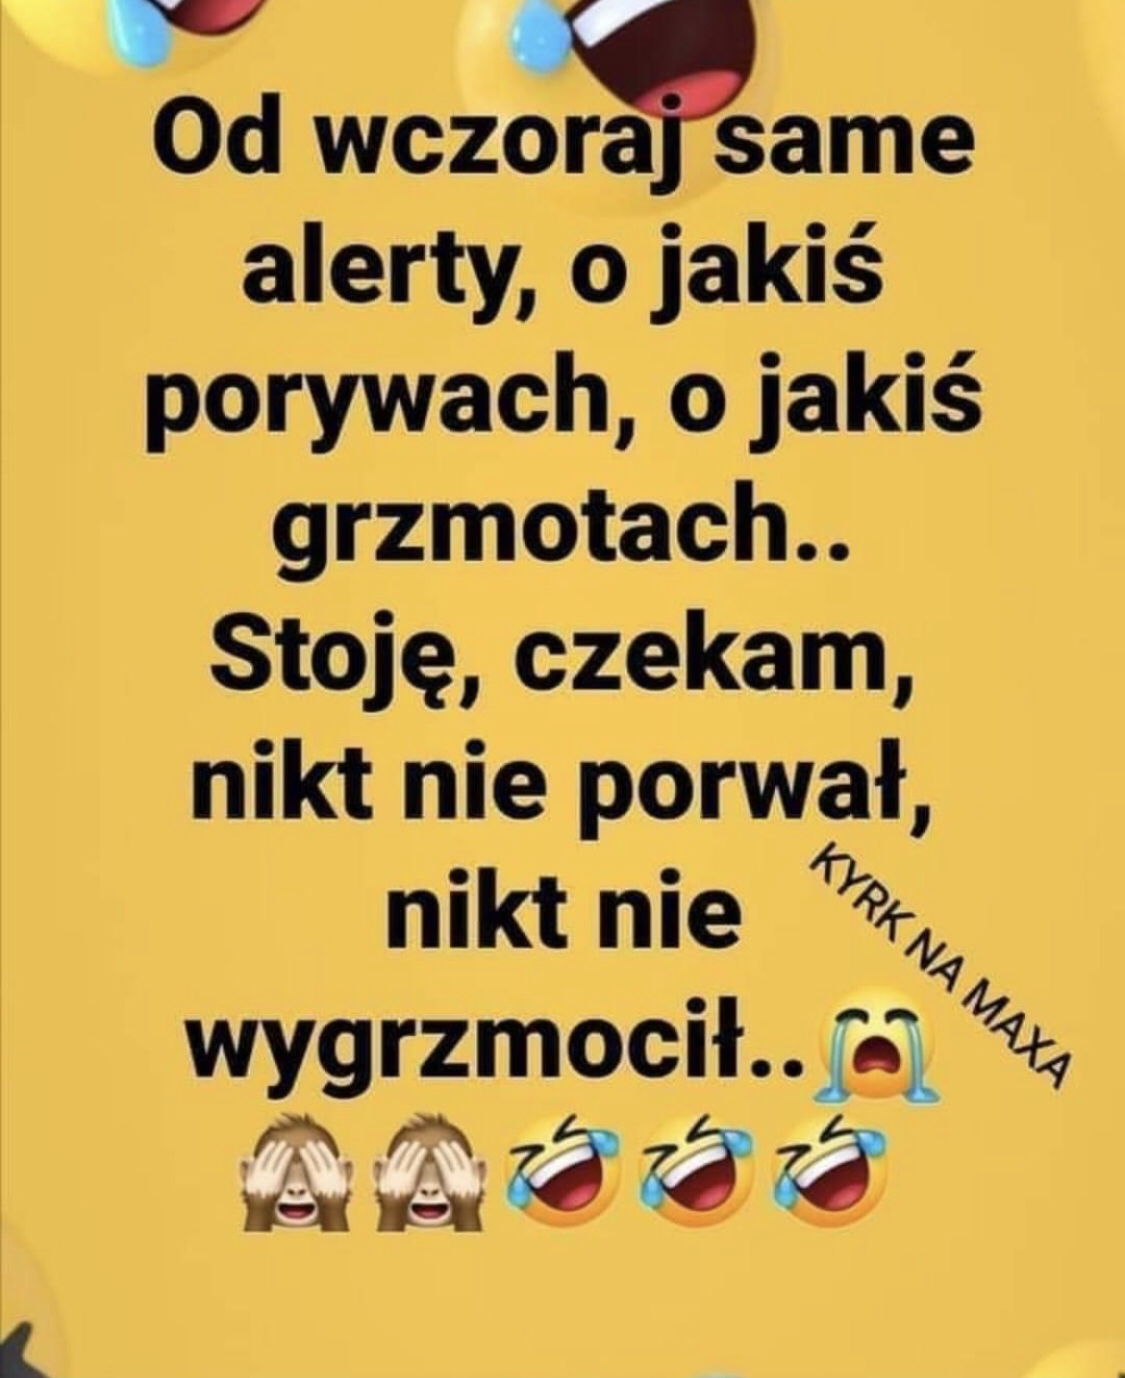 Od wczoraj same
alerty, o jakiś
porywach, o jakiś
grzmotach..
Stoję, czekam,
nikt nie porwał,
nikt nie
wygrzmocił..😭
🙈🙈🤣🤣🤣
KYRK NA MAXA